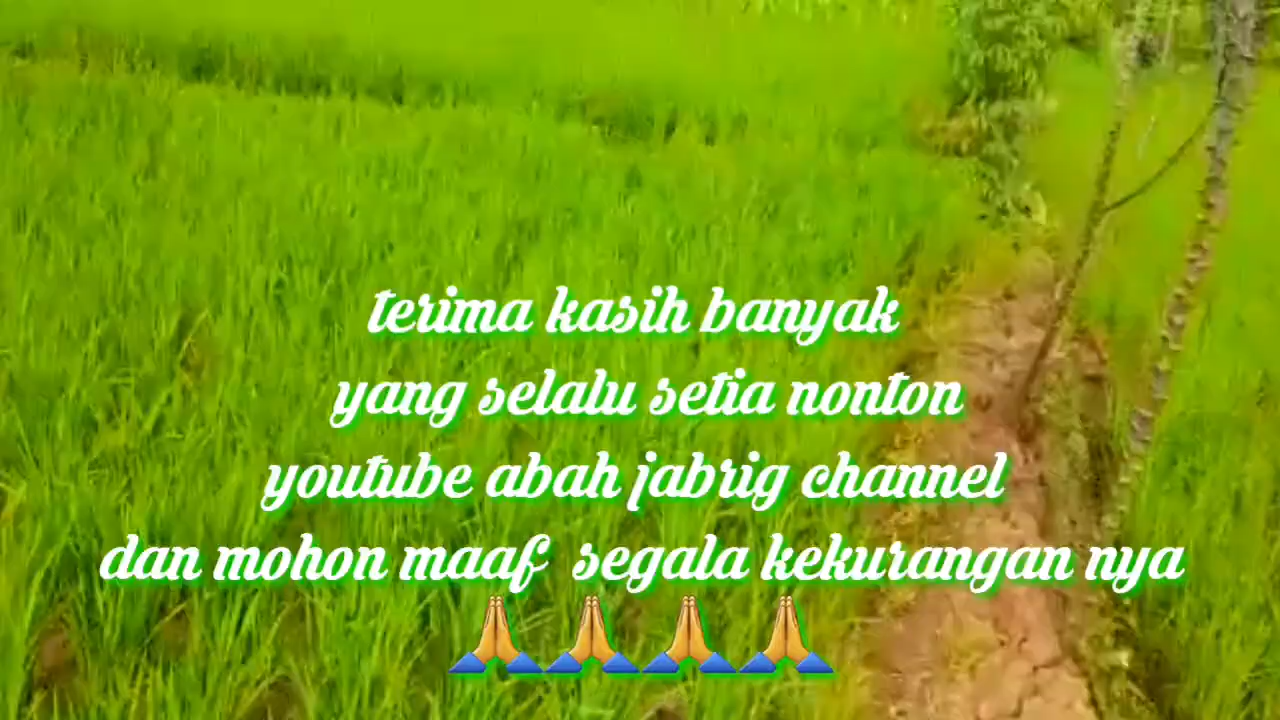 terima kasih banyak
yang selalu setia nonton
youtube abah jabrig channel
dan mohon maaf segala kekurangan nya
🙏🙏🙏🙏